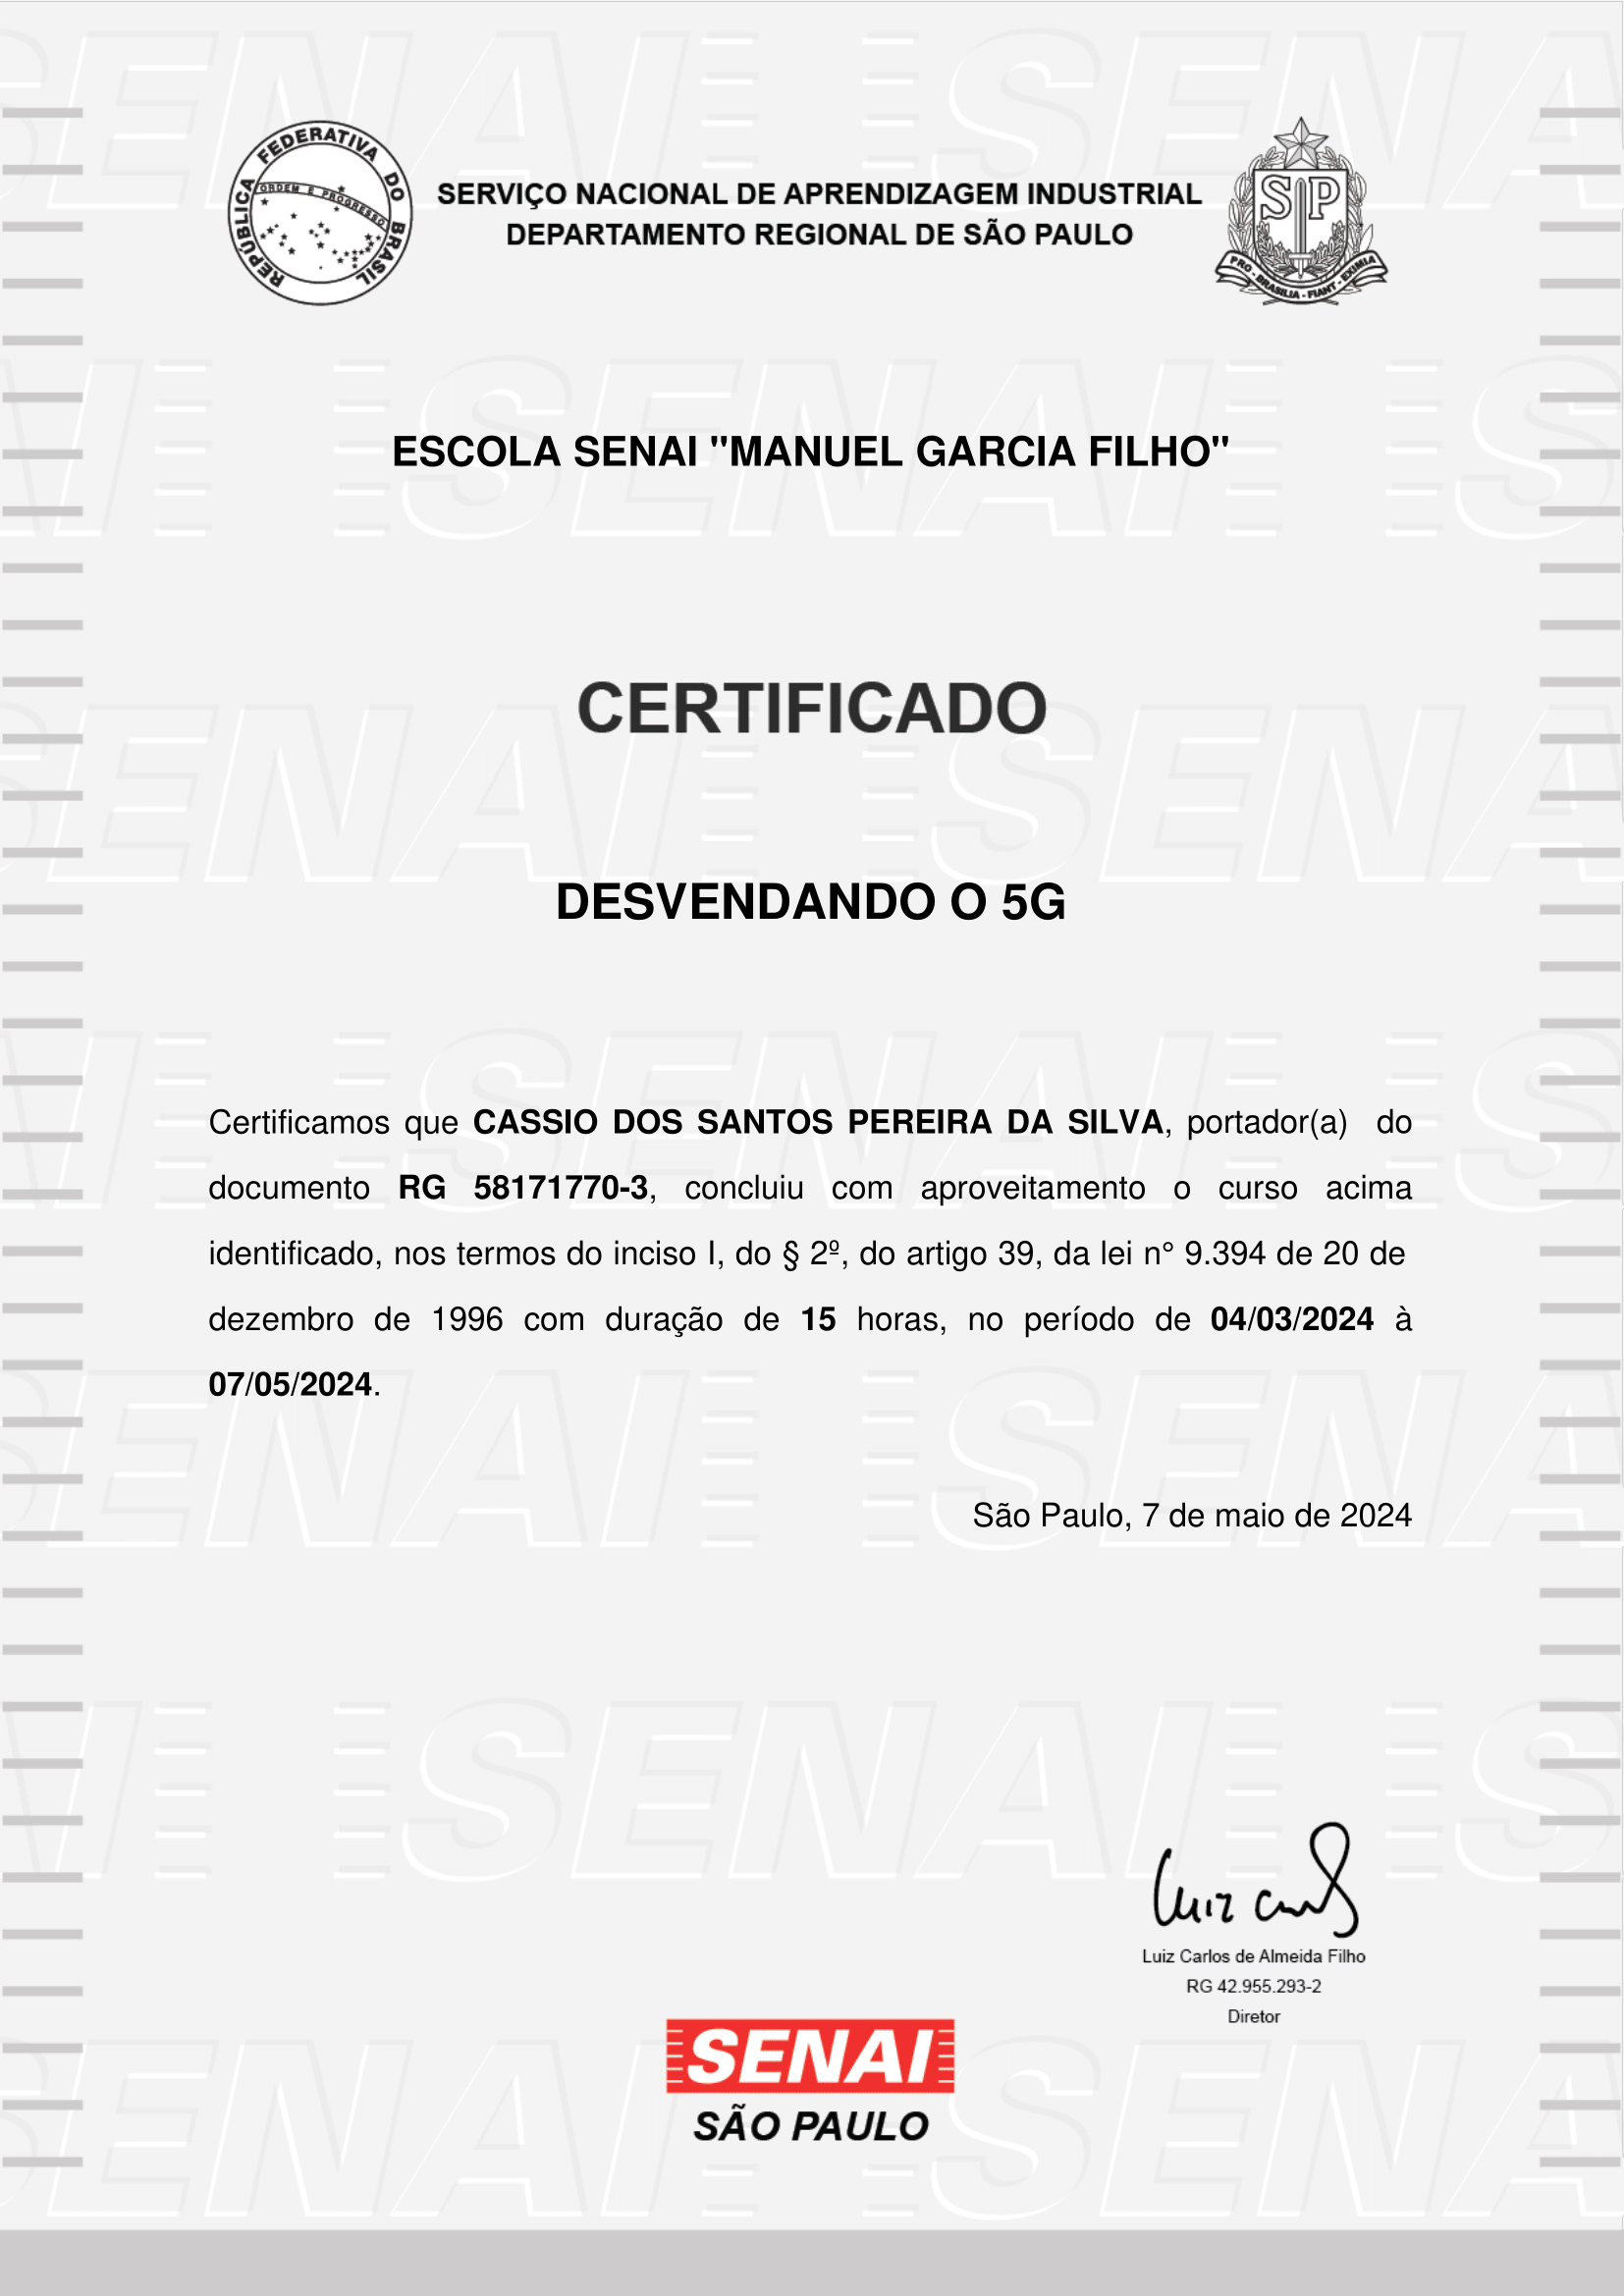 REPÚBLICA FEDERATIVA DO BRASIL
ORDEM E PROGRESSO
SERVIÇO NACIONAL DE APRENDIZAGEM INDUSTRIAL
DEPARTAMENTO REGIONAL DE SÃO PAULO
SP
PRO - BRASILIA - FIANT - EXIMIA
ESCOLA SENAI "MANUEL GARCIA FILHO"
CERTIFICADO
DESVENDANDO O 5G
Certificamos que CASSIO DOS SANTOS PEREIRA DA SILVA, portador(a) do
documento RG 58171770-3, concluiu com aproveitamento o curso acima
identificado, nos termos do inciso I, do § 2º, do artigo 39, da lei n° 9.394 de 20 de
dezembro de 1996 com duração de 15 horas, no período de 04/03/2024 à
07/05/2024.
São Paulo, 7 de maio de 2024
Luiz Carlos de Almeida Filho
RG 42.955.293-2
Diretor
SENAI
SÃO PAULO